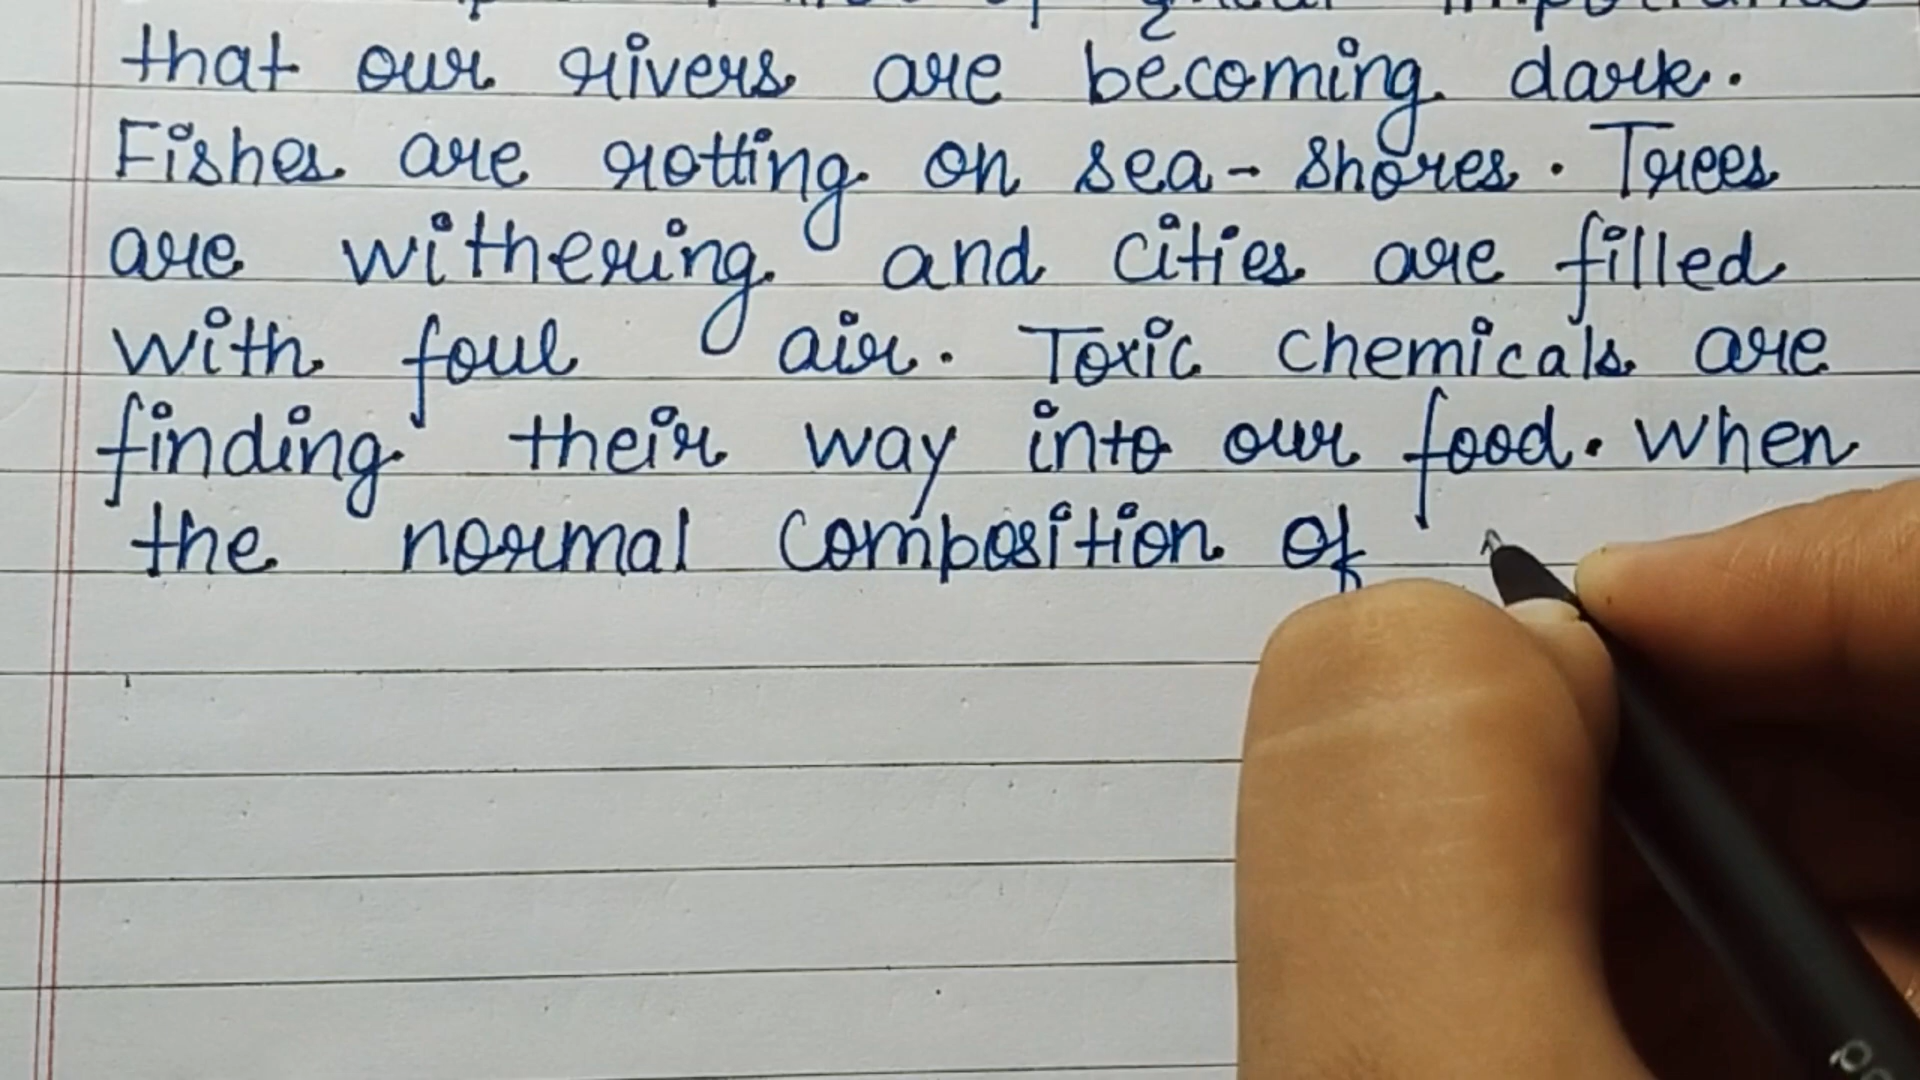 that our rivers are becoming dark.
Fishes are rotting on sea-shores. Trees
are withering and cities are filled
with foul air. Toxic chemicals are
finding their way into our food. When
the normal composition of